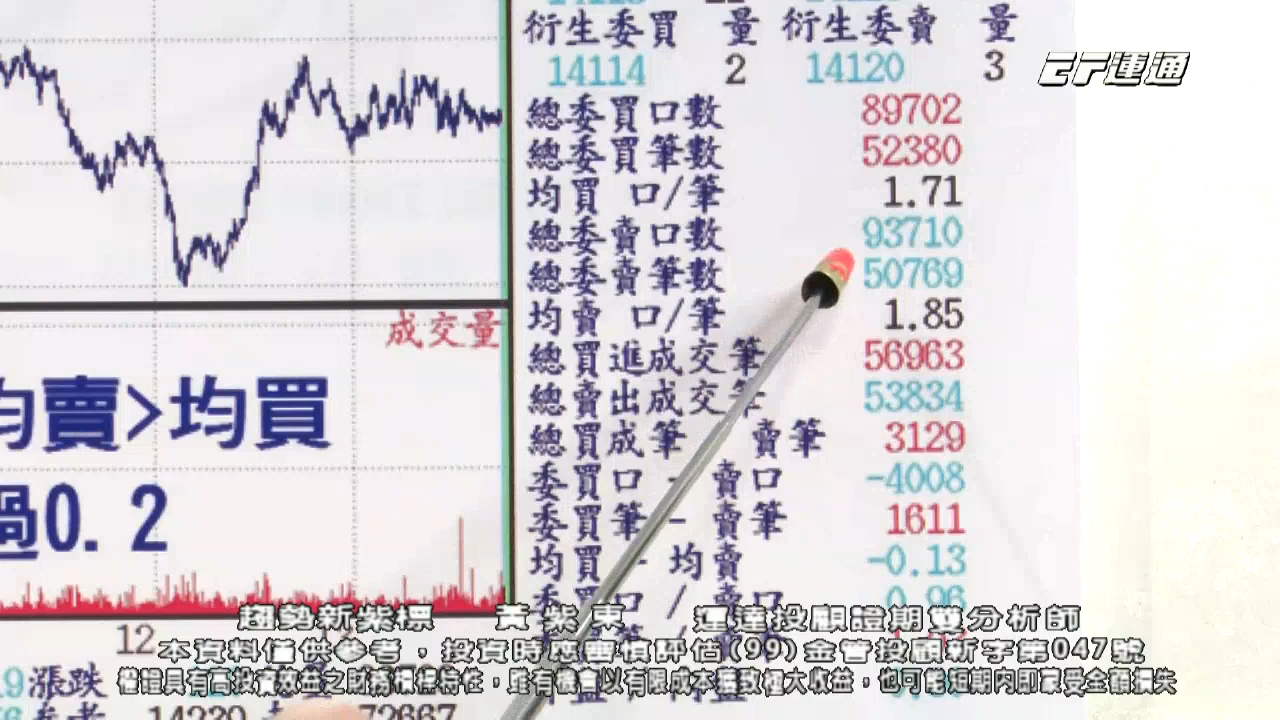 衍生委買 量 衍生委賣 量
14114 2 14120 3
ET運通
總委買口數 89702
總委買筆數 52380
均買 口/筆 1.71
總委賣口數 93710
總委賣筆數 50769
均賣 口/筆 1.85
總買進成交筆 56963
總賣出成交筆 53834
總買成筆 賣筆 3129
委買口 - 賣口 -4008
委買筆 - 賣筆 1611
均買 - 均賣 -0.13
/ 口 0.96
成交量
均賣>均買
過0.2
12
趨勢新紫標 黃紫東 運達投顧證期雙分析師
本資料僅供參考，投資時應審慎評估(99)金管投顧新字第047號
權證具有高投資效益之財務槓桿特性，雖有機會以有限成本獲致極大收益，也可能短期內即蒙受全額損失
漲跌
參考 14239 72667